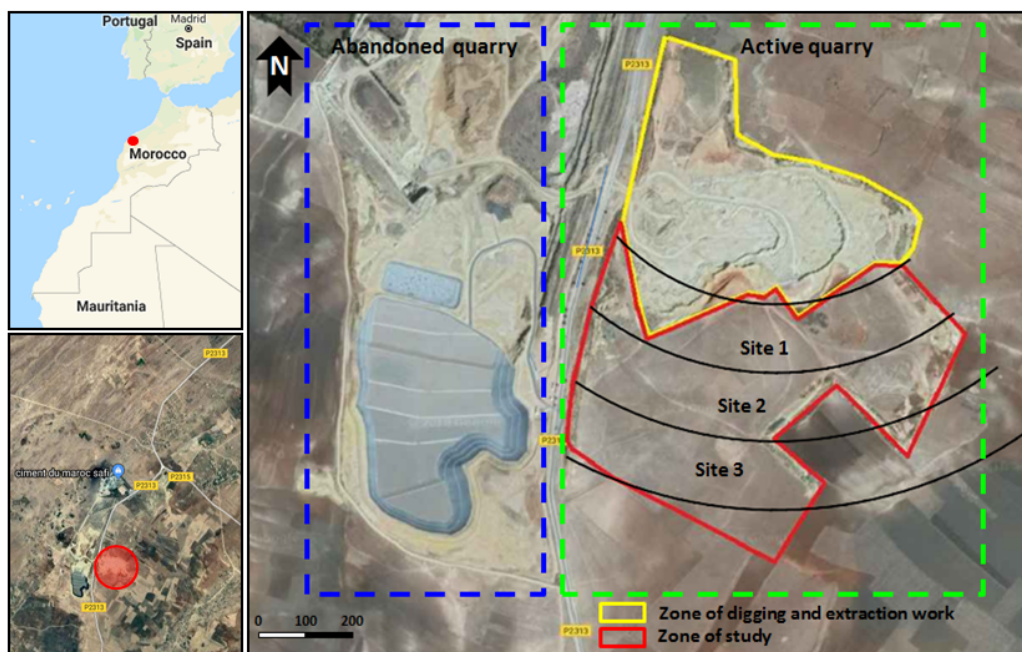 Portugal
Madrid
Spain
Morocco
Mauritania
P2313
ciment du maroc safi
P2313
P2315
P2313
Abandoned quarry
Active quarry
N
P2313
P2313
P2313
Site 1
Site 2
Site 3
0 100 200
Zone of digging and extraction work
Zone of study